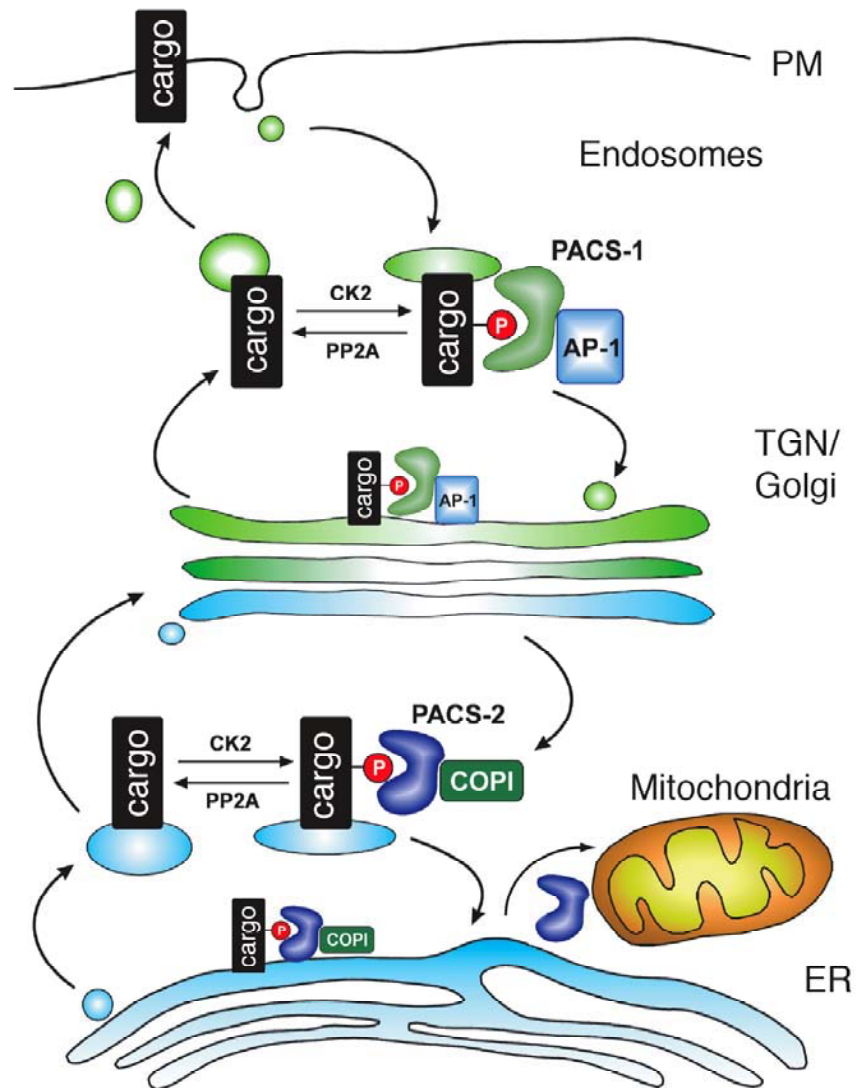 cargo
PM
Endosomes
PACS-1
cargo
CK2
PP2A
cargo
P
AP-1
TGN/
Golgi
cargo
P
AP-1
PACS-2
cargo
CK2
PP2A
cargo
P
COPI
Mitochondria
cargo
P
COPI
ER